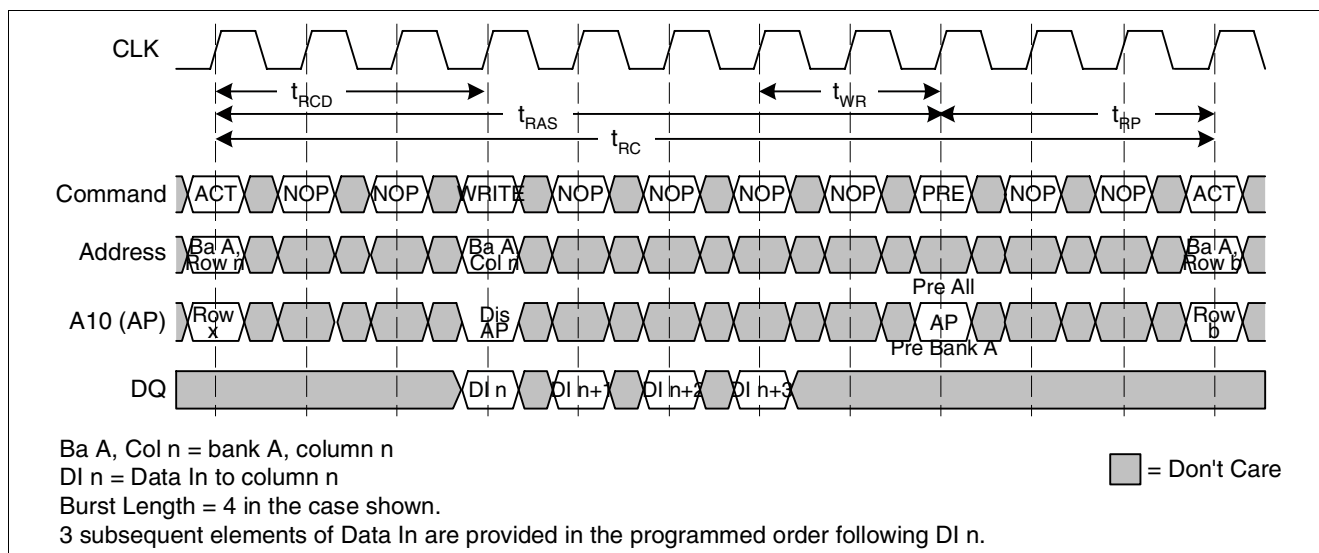 CLK
tRCD
tWR
tRAS
tRP
tRC
Command
ACT NOP NOP WRITE NOP NOP NOP NOP PRE NOP NOP ACT
Address
Ba A, Row n
Ba A, Col n
Ba A, Row b
Pre All
A10 (AP)
Row x
Dis AP
AP
Row b
Pre Bank A
DQ
DI n DI n+1 DI n+2 DI n+3
Ba A, Col n = bank A, column n
DI n = Data In to column n
= Don't Care
Burst Length = 4 in the case shown.
3 subsequent elements of Data In are provided in the programmed order following DI n.